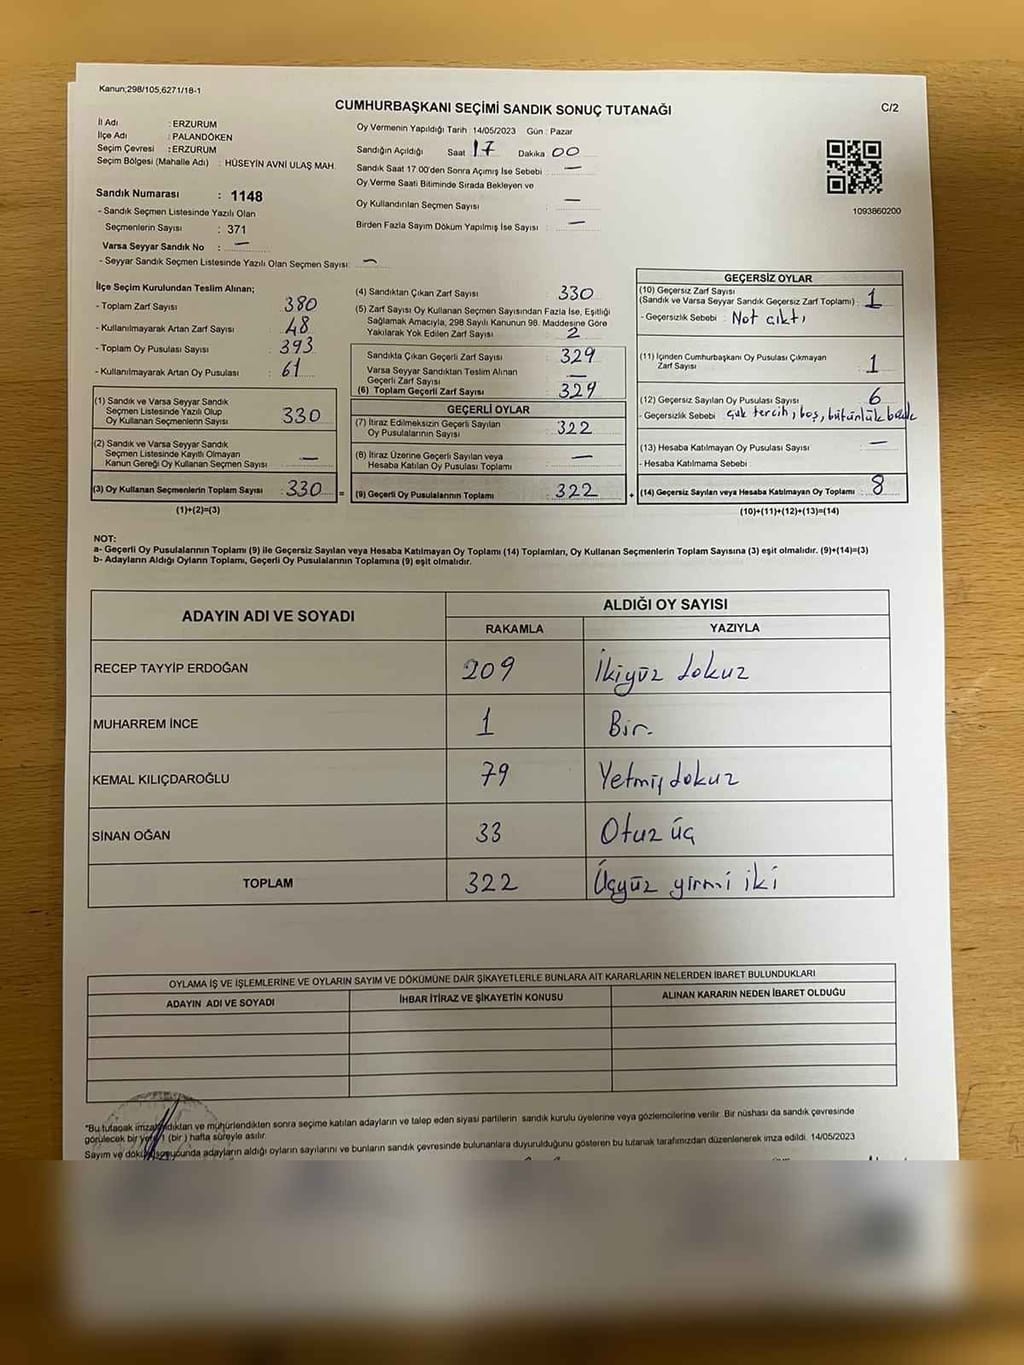 Kanun;298/105,6271/18-1
CUMHURBAŞKANI SEÇİMİ SANDIK SONUÇ TUTANAĞI
C/2
İl Adı : ERZURUM
İlçe Adı : PALANDÖKEN
Seçim Çevresi : ERZURUM
Seçim Bölgesi (Mahalle Adı) : HÜSEYİN AVNİ ULAŞ MAH.
Sandık Numarası : 1148
- Sandık Seçmen Listesinde Yazılı Olan
Seçmenlerin Sayısı : 371
Varsa Seyyar Sandık No : —
- Seyyar Sandık Seçmen Listesinde Yazılı Olan Seçmen Sayısı: —
Oy Vermenin Yapıldığı Tarih : 14/05/2023 Gün : Pazar
Sandığın Açıldığı Saat 17 Dakika 00
Sandık Saat 17.00'den Sonra Açılmış İse Sebebi : —
Oy Verme Saati Bitiminde Sırada Bekleyen ve
Oy Kullandırılan Seçmen Sayısı : —
Birden Fazla Sayım Döküm Yapılmış İse Sayısı : —
1093860200
İlçe Seçim Kurulundan Teslim Alınan;
- Toplam Zarf Sayısı : 380
- Kullanılmayarak Artan Zarf Sayısı : 48
- Toplam Oy Pusulası Sayısı : 393
- Kullanılmayarak Artan Oy Pusulası : 61
(1) Sandık ve Varsa Seyyar Sandık
Seçmen Listesinde Yazılı Olup
Oy Kullanan Seçmenlerin Sayısı : 330
(2) Sandık ve Varsa Seyyar Sandık
Seçmen Listesinde Kayıtlı Olmayan
Kanun Gereği Oy Kullanan Seçmen Sayısı : —
(3) Oy Kullanan Seçmenlerin Toplam Sayısı : 330
(1)+(2)=(3)
(4) Sandıktan Çıkan Zarf Sayısı : 330
(5) Zarf Sayısı Oy Kullanan Seçmen Sayısından Fazla İse, Eşitliği
Sağlamak Amacıyla, 298 Sayılı Kanunun 98. Maddesine Göre
Yakılarak Yok Edilen Zarf Sayısı : 2
Sandıkta Çıkan Geçerli Zarf Sayısı : 329
Varsa Seyyar Sandıktan Teslim Alınan
Geçerli Zarf Sayısı : —
(6) Toplam Geçerli Zarf Sayısı : 329
GEÇERLİ OYLAR
(7) İtiraz Edilmeksizin Geçerli Sayılan
Oy Pusulalarının Sayısı : 322
(8) İtiraz Üzerine Geçerli Sayılan veya
Hesaba Katılan Oy Pusulası Toplamı : —
= (9) Geçerli Oy Pusulalarının Toplamı : 322
GEÇERSİZ OYLAR
(10) Geçersiz Zarf Sayısı
(Sandık ve Varsa Seyyar Sandık Geçersiz Zarf Toplamı) : 1
- Geçersizlik Sebebi : Not çıktı
(11) İçinden Cumhurbaşkanı Oy Pusulası Çıkmayan
Zarf Sayısı : 1
(12) Geçersiz Sayılan Oy Pusulası Sayısı : 6
- Geçersizlik Sebebi : çok tercih, boş, bütünlük bozuk
(13) Hesaba Katılmayan Oy Pusulası Sayısı : —
- Hesaba Katılmama Sebebi
+ (14) Geçersiz Sayılan veya Hesaba Katılmayan Oy Toplamı : 8
(10)+(11)+(12)+(13)=(14)
NOT:
a- Geçerli Oy Pusulalarının Toplamı (9) ile Geçersiz Sayılan veya Hesaba Katılmayan Oy Toplamı (14) Toplamları, Oy Kullanan Seçmenlerin Toplam Sayısına (3) eşit olmalıdır. (9)+(14)=(3)
b- Adayların Aldığı Oyların Toplamı, Geçerli Oy Pusulalarının Toplamına (9) eşit olmalıdır.
ADAYIN ADI VE SOYADI
ALDIĞI OY SAYISI
RAKAMLA YAZIYLA
RECEP TAYYİP ERDOĞAN 209 İkiyüz dokuz
MUHARREM İNCE 1 Bir.
KEMAL KILIÇDAROĞLU 79 Yetmiş dokuz
SİNAN OĞAN 33 Otuz üç
TOPLAM 322 Üçyüz yirmi iki
OYLAMA İŞ VE İŞLEMLERİNE VE OYLARIN SAYIM VE DÖKÜMÜNE DAİR ŞİKAYETLERLE BUNLARA AİT KARARLARIN NELERDEN İBARET BULUNDUKLARI
ADAYIN ADI VE SOYADI İHBAR İTİRAZ VE ŞİKAYETİN KONUSU ALINAN KARARIN NEDEN İBARET OLDUĞU
"Bu tutanak imzalandıktan ve mühürlendikten sonra seçime katılan adayların ve talep eden siyasi partilerin sandık kurulu üyelerine veya gözlemcilerine verilir. Bir nüshası da sandık çevresinde
görülecek bir yere 1 (bir) hafta süreyle asılır.
Sayım ve döküm sonucunda adayların aldığı oyların sayılarını ve bunların sandık çevresinde bulunanlara duyurulduğunu gösteren bu tutanak tarafımızdan düzenlenerek imza edildi. 14/05/2023